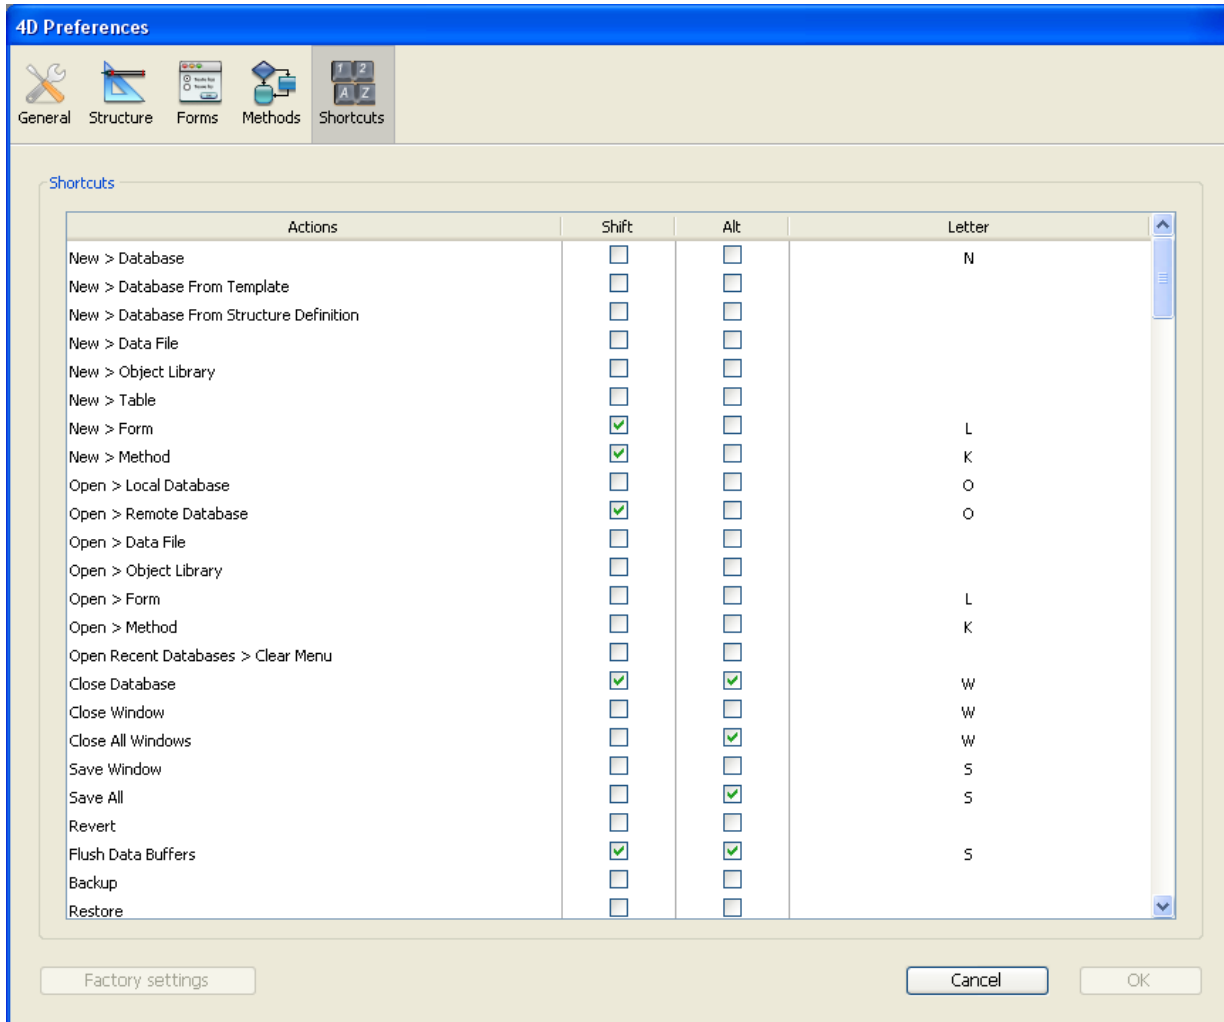 4D Preferences
General Structure Forms Methods Shortcuts
1 2
A Z
Shortcuts
Actions Shift Alt Letter
New > Database N
New > Database From Template
New > Database From Structure Definition
New > Data File
New > Object Library
New > Table
New > Form L
New > Method K
Open > Local Database O
Open > Remote Database O
Open > Data File
Open > Object Library
Open > Form L
Open > Method K
Open Recent Databases > Clear Menu
Close Database W
Close Window W
Close All Windows W
Save Window S
Save All S
Revert
Flush Data Buffers S
Backup
Restore
Factory settings Cancel OK